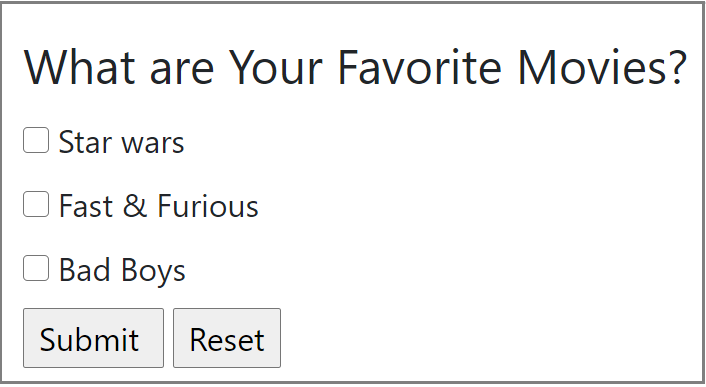 What are Your Favorite Movies?
Star wars
Fast & Furious
Bad Boys
Submit Reset